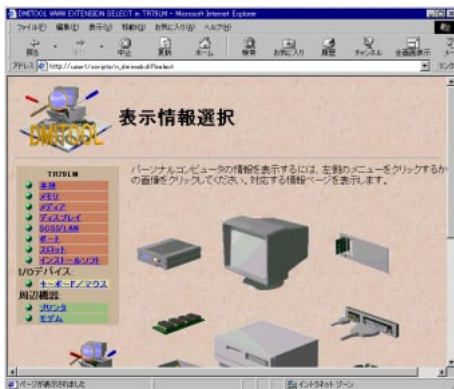 DMITOOL WWW EXTENSION SELECT in TR79LM - Microsoft Internet Explorer
ファイル(F) 編集(E) 表示(V) 移動(G) お気に入り(A) ヘルプ(H)
戻る 中止 更新 ホーム 検索 お気に入り 履歴 チャンネル 全画面表示
アドレス
DMITOOL
表示情報選択
TR79LM
本体
メモリ
メディア
ディスプレイ
SCSI/LAN
ポート
スロット
インストールソフト
I/Oデバイス
キーボード/マウス
周辺機器
プリンタ
モデム
パーソナルコンピュータの情報を表示するには、左側のメニューをクリックするか
の画像をクリックしてください。対応する情報ページを表示します。
ページが表示されました
イントラネット ゾーン